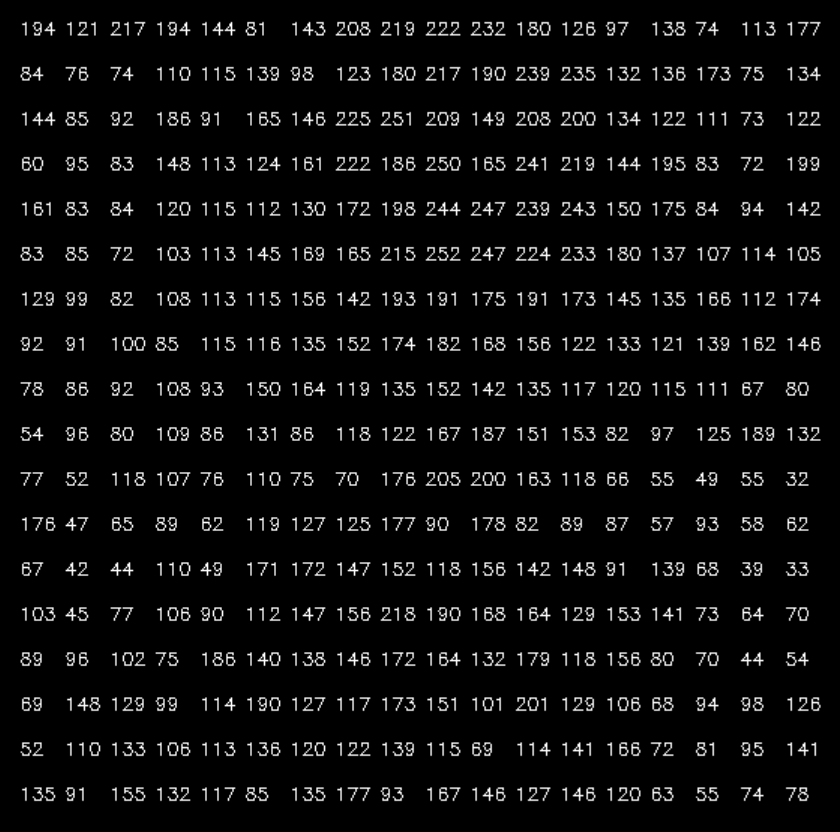 194 121 217 194 144 81 143 208 219 222 232 180 126 97 138 74 113 177
84 76 74 110 115 139 98 123 180 217 190 239 235 132 136 173 75 134
144 85 92 186 91 165 146 225 251 209 149 208 200 134 122 111 73 122
60 95 83 148 113 124 161 222 186 250 165 241 219 144 195 83 72 199
161 83 84 120 115 112 130 172 198 244 247 239 243 150 175 84 94 142
83 85 72 103 113 145 169 165 215 252 247 224 233 180 137 107 114 105
129 99 82 108 113 115 156 142 193 191 175 191 173 145 135 166 112 174
92 91 100 85 115 116 135 152 174 182 168 156 122 133 121 139 162 146
78 86 92 108 93 150 164 119 135 152 142 135 117 120 115 111 67 80
54 96 80 109 86 131 86 118 122 167 187 151 153 82 97 125 189 132
77 52 118 107 76 110 75 70 176 205 200 163 118 66 55 49 55 32
176 47 65 89 62 119 127 125 177 90 178 82 89 87 57 93 58 62
67 42 44 110 49 171 172 147 152 118 156 142 148 91 139 68 39 33
103 45 77 106 90 112 147 156 218 190 168 164 129 153 141 73 64 70
89 96 102 75 186 140 138 146 172 164 132 179 118 156 80 70 44 54
69 148 129 99 114 190 127 117 173 151 101 201 129 106 68 94 98 126
52 110 133 106 113 136 120 122 139 115 69 114 141 166 72 81 95 141
135 91 155 132 117 85 135 177 93 167 146 127 146 120 63 55 74 78